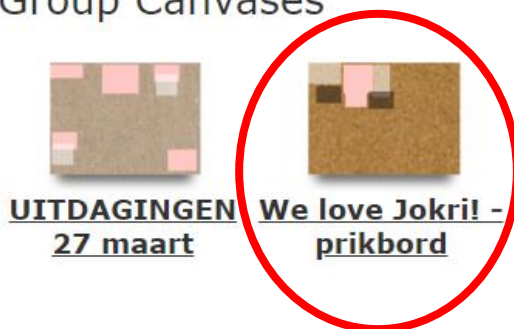 Group Canvases
UITDAGINGEN
27 maart
We love Jokri! -
prikbord